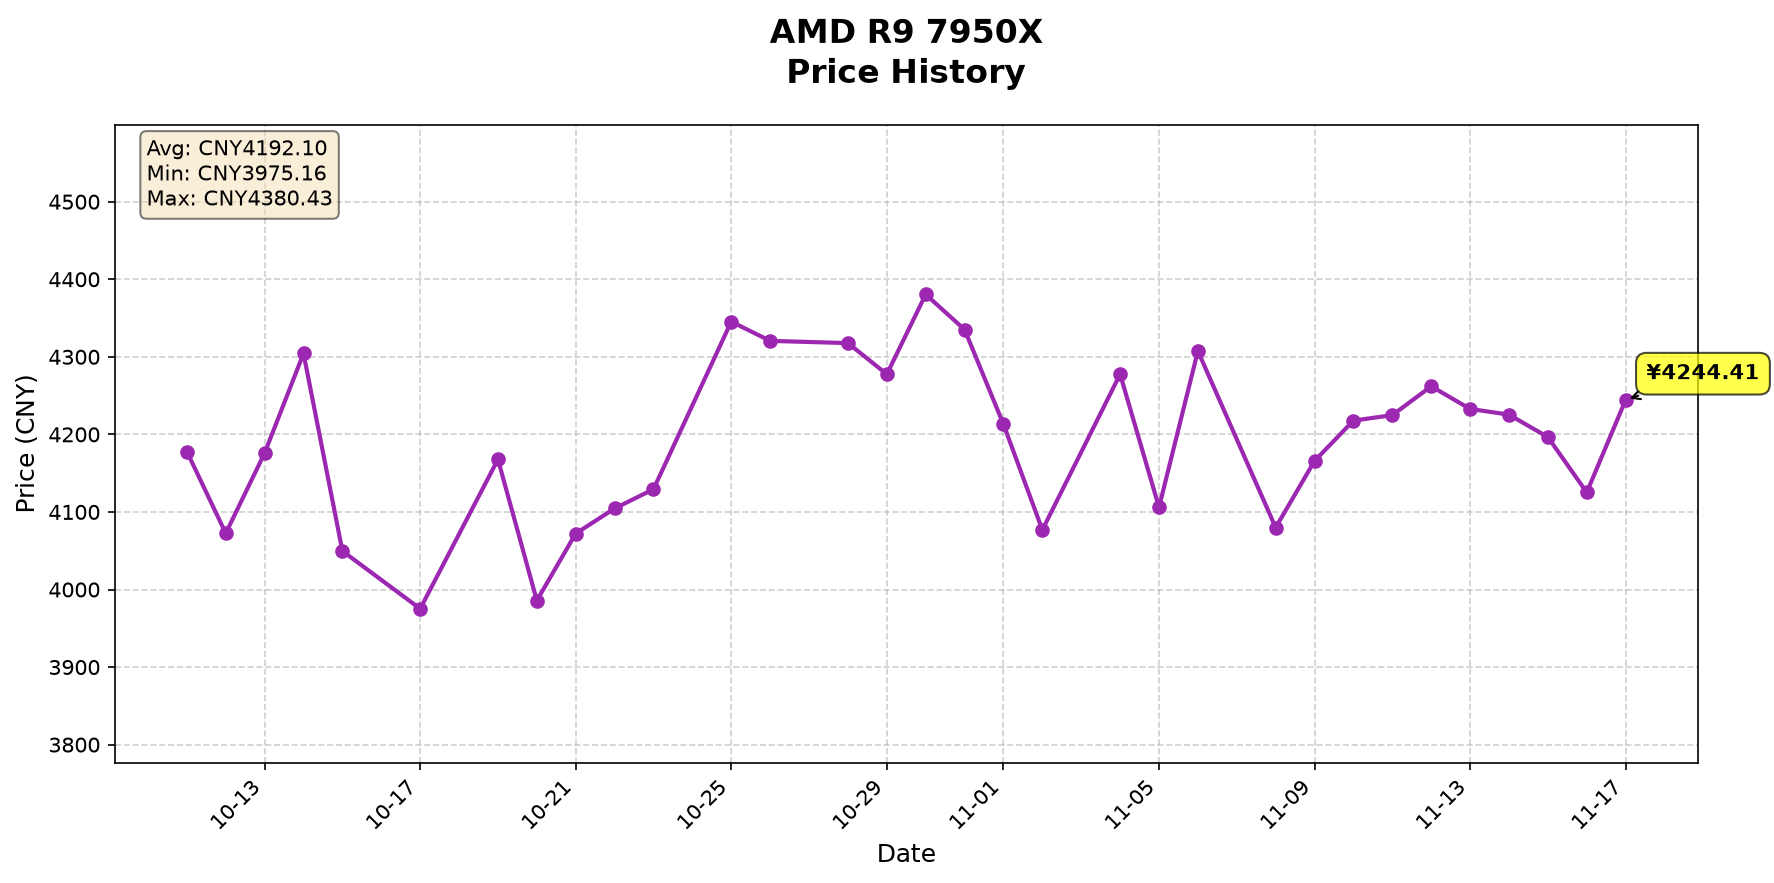 AMD R9 7950X
Price History
Avg: CNY4192.10
Min: CNY3975.16
Max: CNY4380.43
4500
4400
4300
4200
4100
4000
3900
3800
Price (CNY)
¥4244.41
10-13
10-17
10-21
10-25
10-29
11-01
11-05
11-09
11-13
11-17
Date